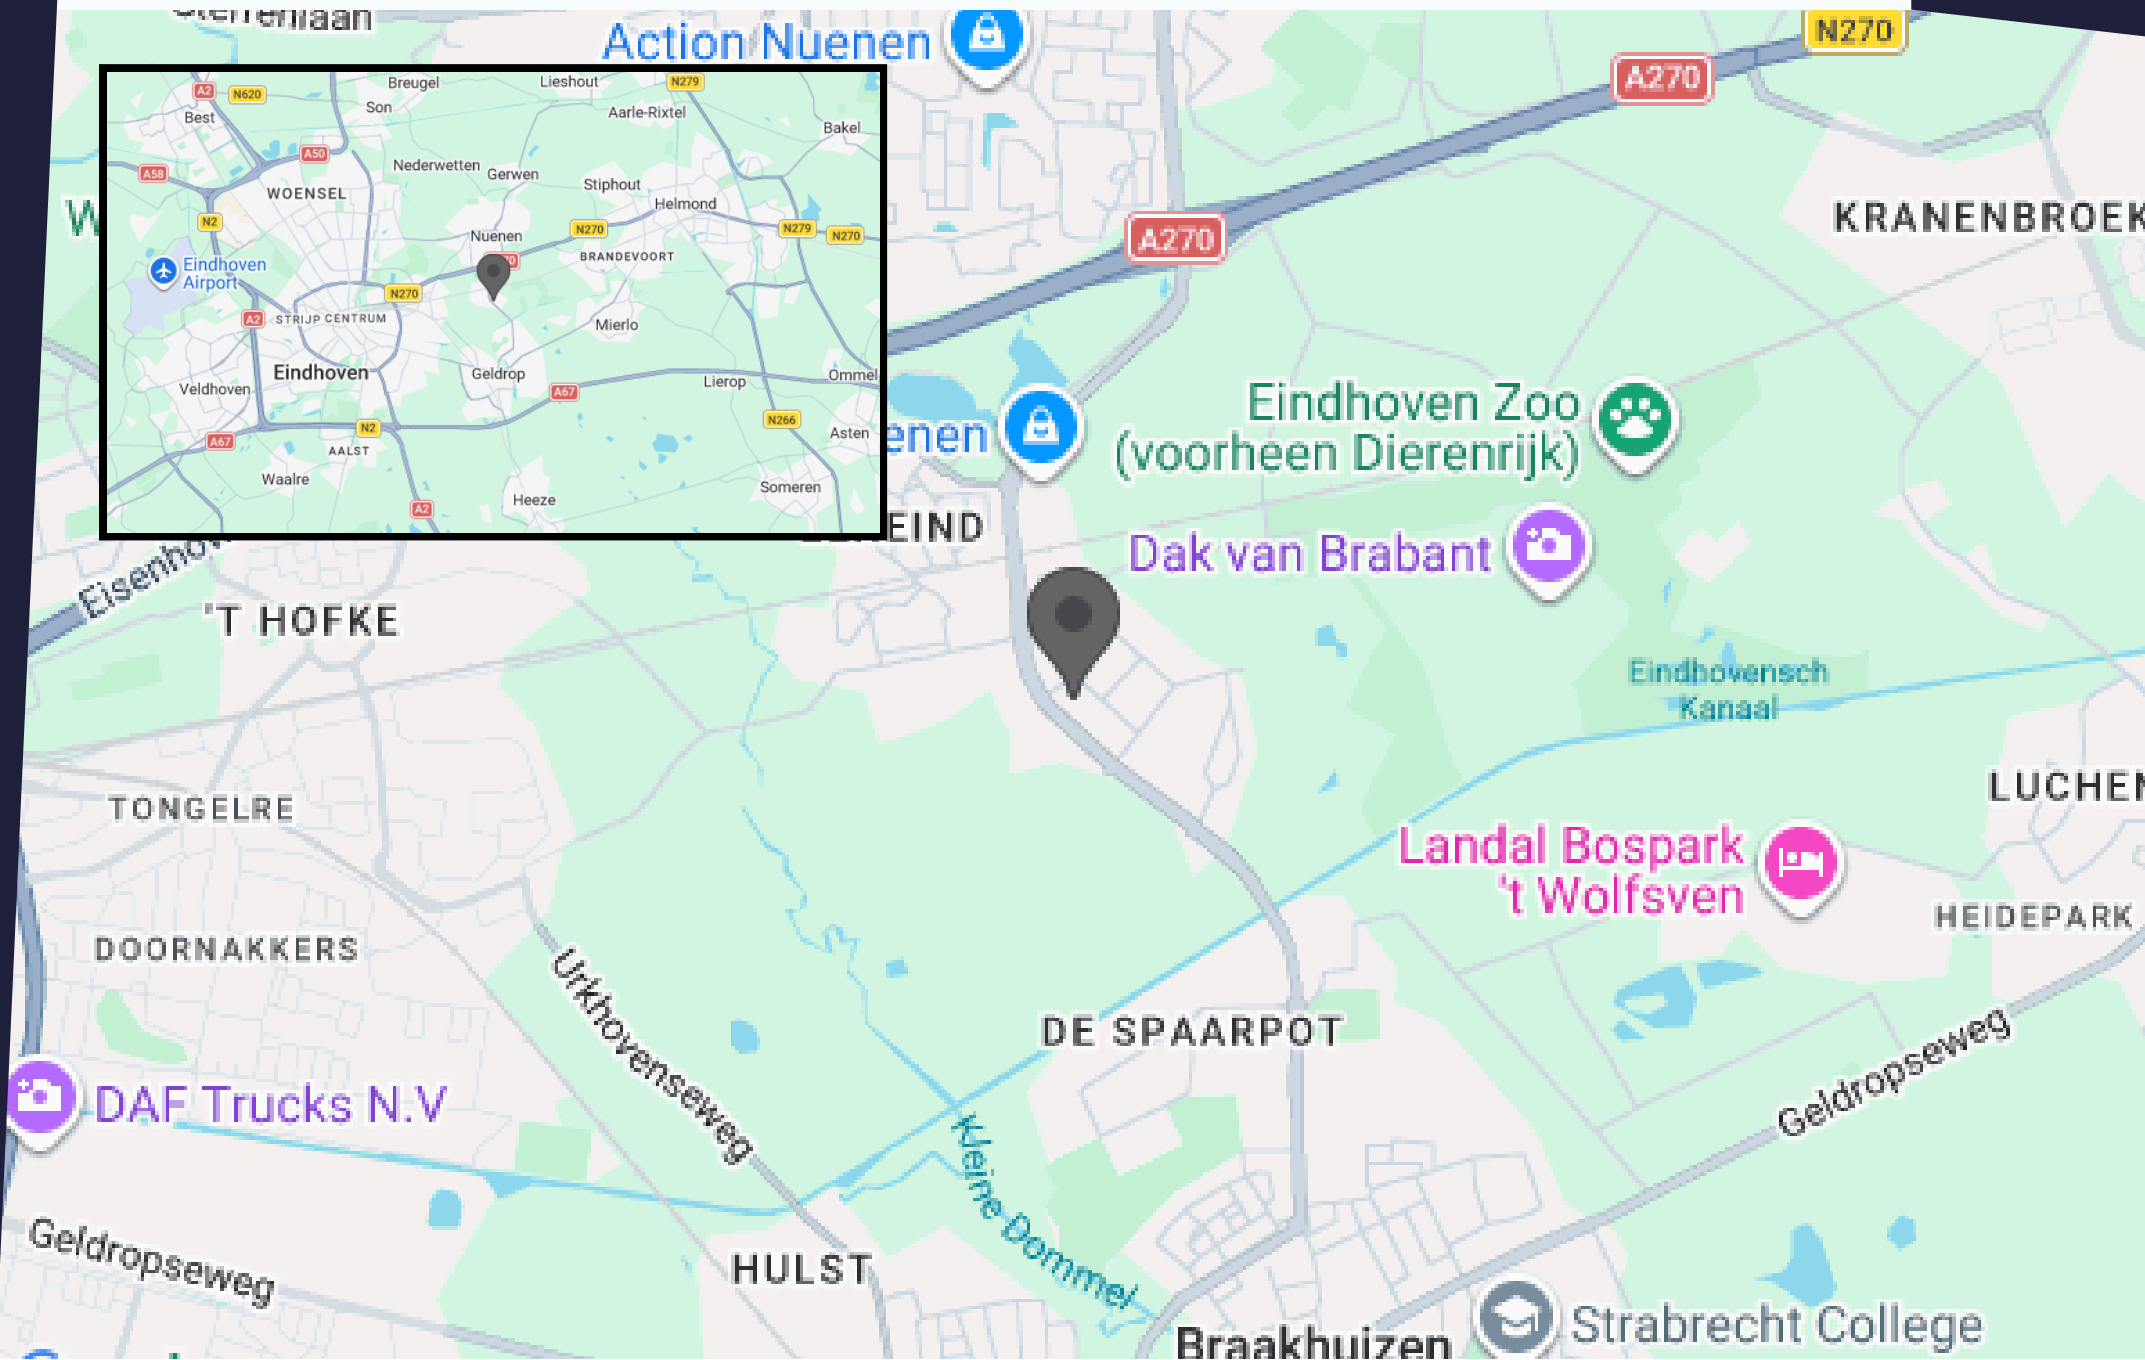 Action Nuenen
N270
A270
A270
KRANENBROEK
Breugel
Lieshout
N279
A2
N620
Son
Aarle-Rixtel
Best
Bakel
A50
Nederwetten
Gerwen
A58
WOENSEL
Stiphout
Helmond
N2
N270
N279
N270
Nuenen
BRANDEVOORT
Eindhoven
Airport
70
N270
A2
STRIJP CENTRUM
Mierlo
Eindhoven
Geldrop
Veldhoven
A67
Lierop
Ommel
N266
N2
A67
AALST
Asten
Waalre
Someren
Heeze
A2
enen
Eindhoven Zoo
(voorheen Dierenrijk)
EIND
Dak van Brabant
Eisenhow
'T HOFKE
Eindhovensch
Kanaal
TONGELRE
LUCHEN
Landal Bospark
't Wolfsven
HEIDEPARK
DOORNAKKERS
Urkhovenseweg
DE SPAARPOT
Geldropseweg
DAF Trucks N.V
Kleine Dommel
Geldropseweg
HULST
Strabrecht College
Braakhuizen